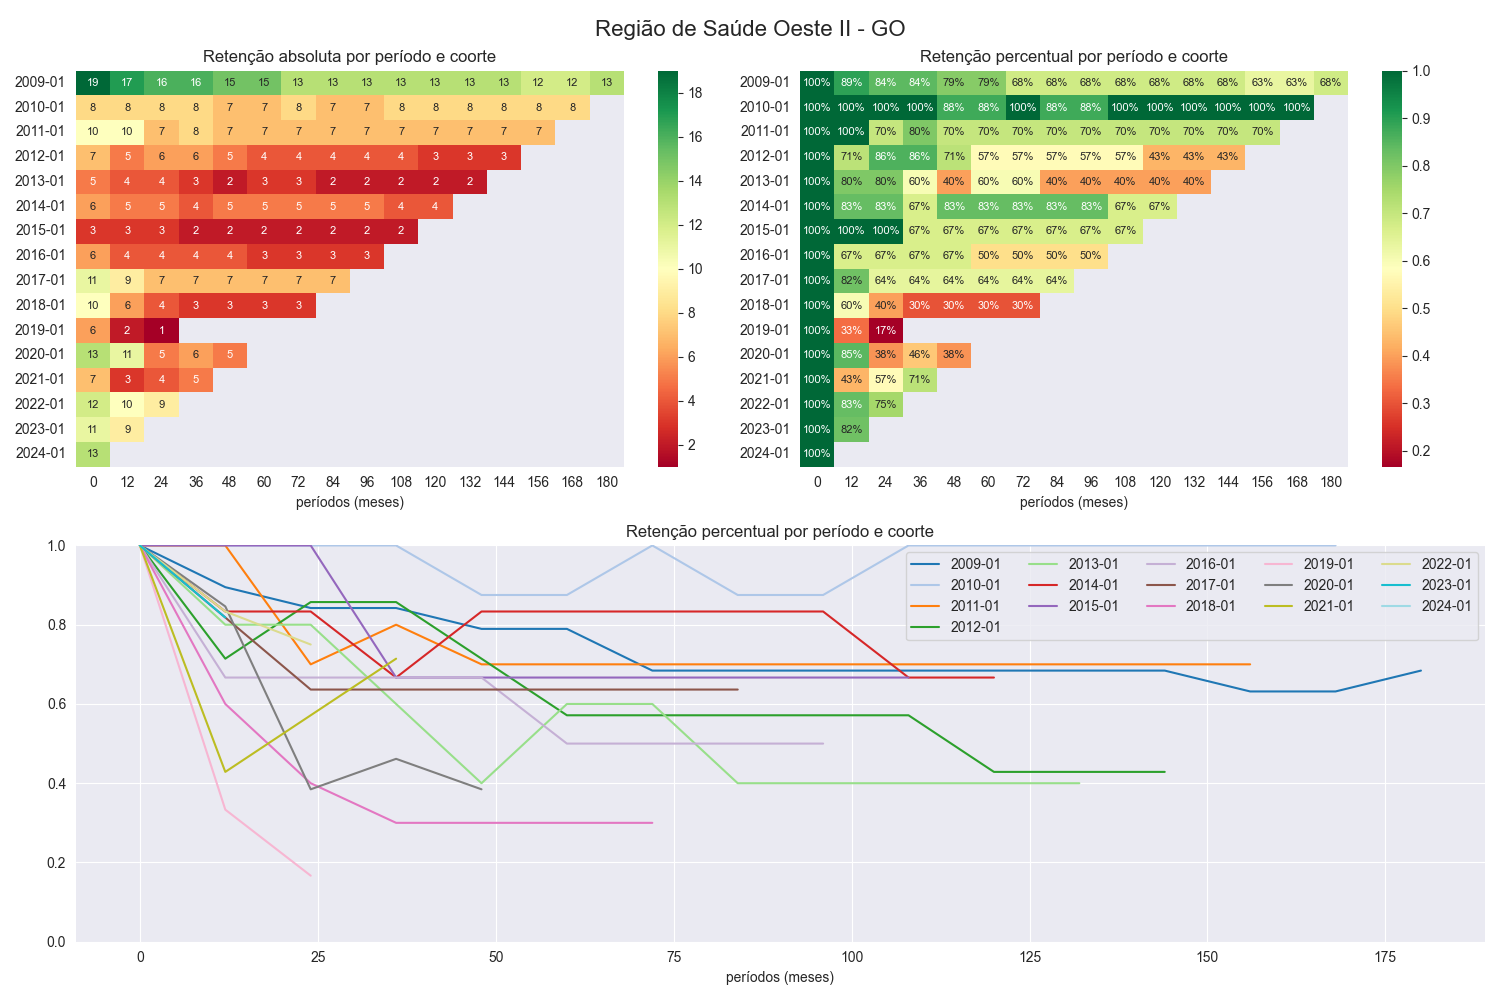 Região de Saúde Oeste II - GO
Retenção absoluta por período e coorte
2009-01 19 17 16 16 15 15 13 13 13 13 13 13 12 12 13
2010-01 8 8 8 8 7 7 8 7 7 8 8 8 8 8 8
2011-01 10 10 7 8 7 7 7 7 7 7 7 7 7 7
2012-01 7 5 6 6 5 4 4 4 4 4 3 3 3
2013-01 5 4 4 3 2 3 3 2 2 2 2 2
2014-01 6 5 5 4 5 5 5 5 5 4 4
2015-01 3 3 3 2 2 2 2 2 2 2
2016-01 6 4 4 4 4 3 3 3 3
2017-01 11 9 7 7 7 7 7 7
2018-01 10 6 4 3 3 3 3
2019-01 6 2 1
2020-01 13 11 5 6 5
2021-01 7 3 4 5
2022-01 12 10 9
2023-01 11 9
2024-01 13
0 12 24 36 48 60 72 84 96 108 120 132 144 156 168 180
períodos (meses)
18
16
14
12
10
8
6
4
2
Retenção percentual por período e coorte
2009-01 100% 89% 84% 84% 79% 79% 68% 68% 68% 68% 68% 68% 68% 63% 63% 68%
2010-01 100% 100% 100% 100% 88% 88% 100% 88% 88% 100% 100% 100% 100% 100% 100%
2011-01 100% 100% 70% 80% 70% 70% 70% 70% 70% 70% 70% 70% 70% 70%
2012-01 100% 71% 86% 86% 71% 57% 57% 57% 57% 57% 43% 43% 43%
2013-01 100% 80% 80% 60% 40% 60% 60% 40% 40% 40% 40% 40%
2014-01 100% 83% 83% 67% 83% 83% 83% 83% 83% 67% 67%
2015-01 100% 100% 100% 67% 67% 67% 67% 67% 67% 67%
2016-01 100% 67% 67% 67% 67% 50% 50% 50% 50%
2017-01 100% 82% 64% 64% 64% 64% 64% 64%
2018-01 100% 60% 40% 30% 30% 30% 30%
2019-01 100% 33% 17%
2020-01 100% 85% 38% 46% 38%
2021-01 100% 43% 57% 71%
2022-01 100% 83% 75%
2023-01 100% 82%
2024-01 100%
0 12 24 36 48 60 72 84 96 108 120 132 144 156 168 180
períodos (meses)
1.0
0.9
0.8
0.7
0.6
0.5
0.4
0.3
0.2
Retenção percentual por período e coorte
1.0
0.8
0.6
0.4
0.2
0.0
2009-01 2013-01 2016-01 2019-01 2022-01
2010-01 2014-01 2017-01 2020-01 2023-01
2011-01 2015-01 2018-01 2021-01 2024-01
2012-01
0 25 50 75 100 125 150 175
períodos (meses)